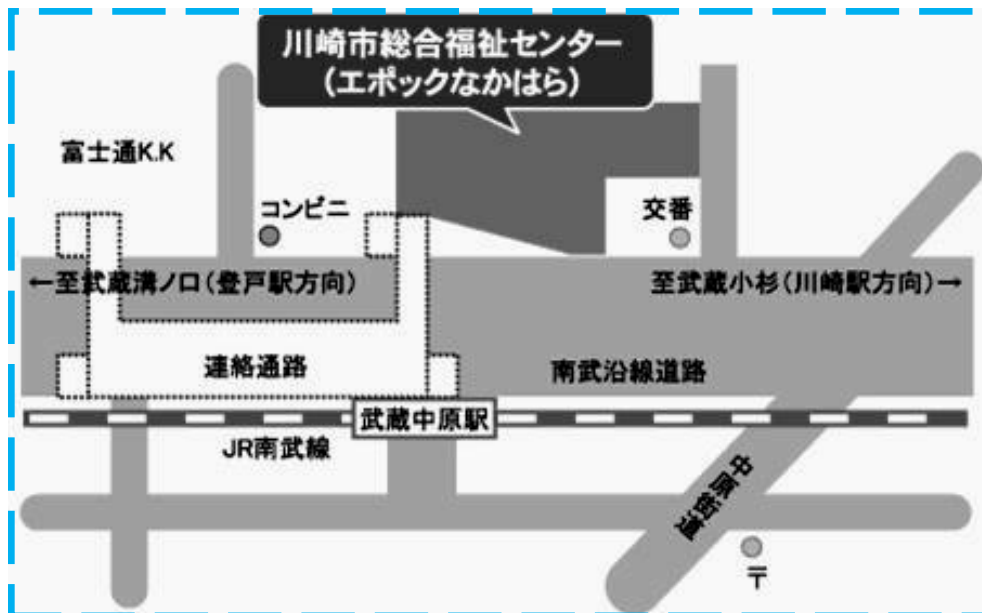 川崎市総合福祉センター
(エポックなかはら)
富士通K.K
コンビニ
交番
←至武蔵溝ノ口(登戸駅方向)
至武蔵小杉(川崎駅方向)→
連絡通路
南武沿線道路
武蔵中原駅
JR南武線
中原街道
〒